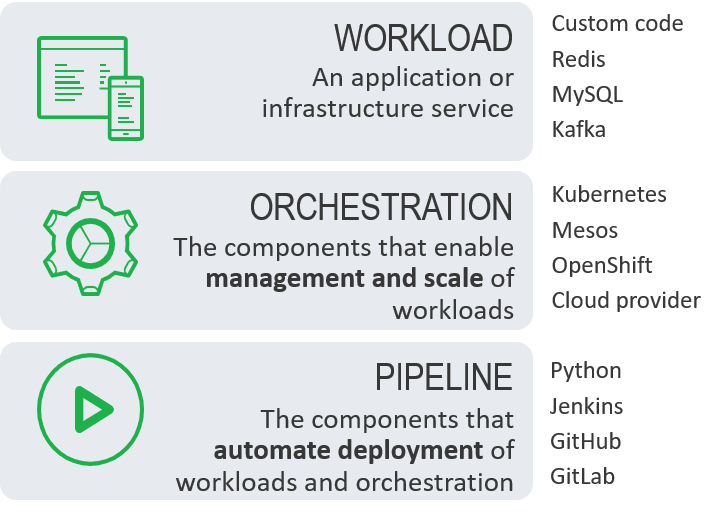 WORKLOAD
An application or
infrastructure service
Custom code
Redis
MySQL
Kafka
ORCHESTRATION
The components that enable
management and scale of
workloads
Kubernetes
Mesos
OpenShift
Cloud provider
PIPELINE
The components that
automate deployment of
workloads and orchestration
Python
Jenkins
GitHub
GitLab